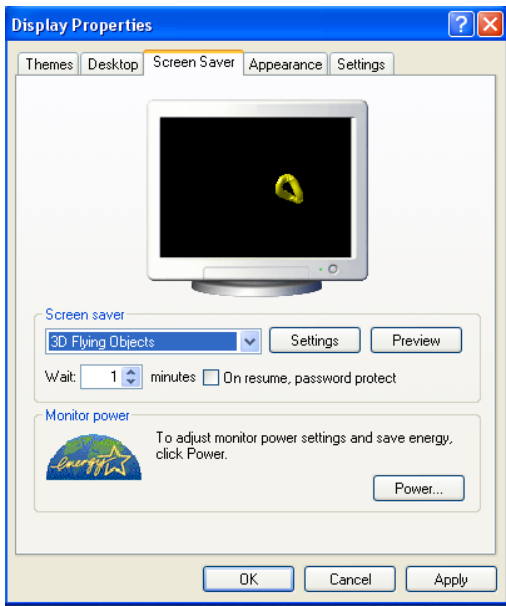 Display Properties
Themes Desktop Screen Saver Appearance Settings
Screen saver
3D Flying Objects Settings Preview
Wait: 1 minutes On resume, password protect
Monitor power
energy
To adjust monitor power settings and save energy,
click Power.
Power...
OK Cancel Apply